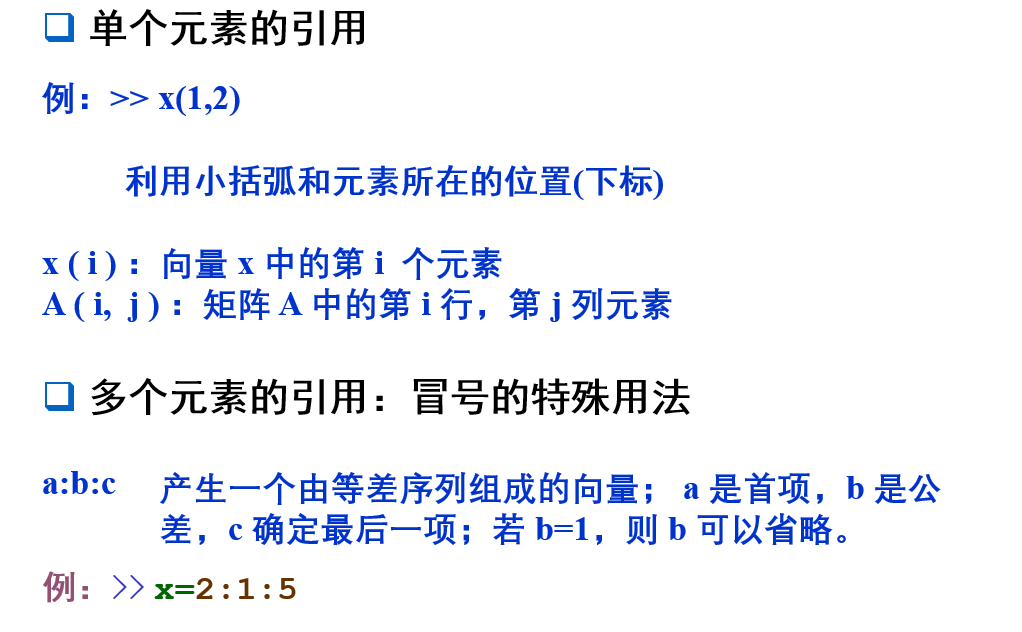 单个元素的引用
例：>> x(1,2)
利用小括弧和元素所在的位置(下标)
x ( i )：向量 x 中的第 i 个元素
A ( i, j )：矩阵 A 中的第 i 行，第 j 列元素
多个元素的引用：冒号的特殊用法
a:b:c 产生一个由等差序列组成的向量； a 是首项，b 是公
差，c 确定最后一项；若 b=1，则 b 可以省略。
例：>> x=2:1:5